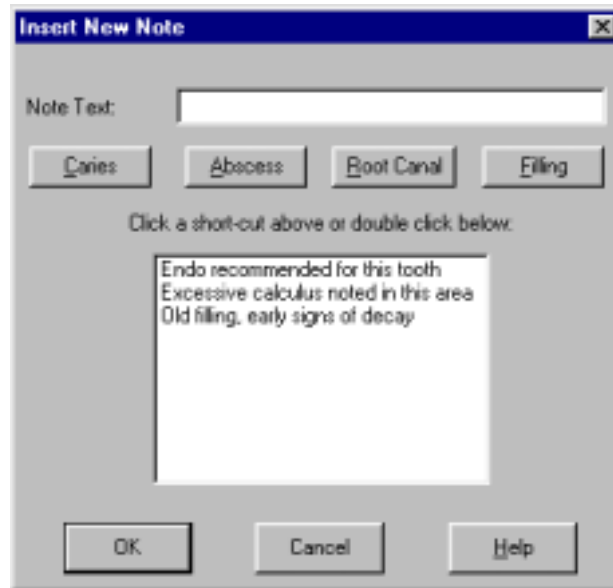 Insert New Note
Note Text:
Caries Abscess Root Canal Filling
Click a short-cut above or double click below:
Endo recommended for this tooth
Excessive calculus noted in this area
Old filling, early signs of decay
OK Cancel Help